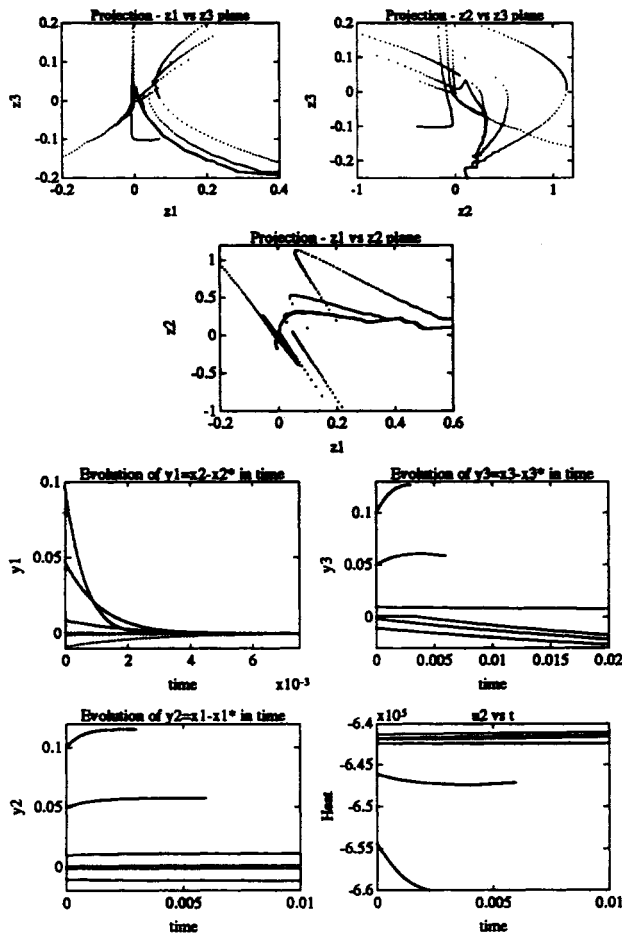 Projection - z1 vs z3 plane
0.2
0.1
0
-0.1
-0.2
z3
-0.2 0 0.2 0.4
z1
Projection - z2 vs z3 plane
0.2
0.1
0
-0.1
-0.2
z3
-1 0 1
z2
Projection - z1 vs z2 plane
1
0.5
0
-0.5
-1
z2
-0.2 0 0.2 0.4 0.6
z1
Evolution of y1=x2-x2* in time
0.1
0.05
0
y1
0 2 4 6
time x10-3
Evolution of y3=x3-x3* in time
0.1
0.05
0
y3
0 0.005 0.01 0.015 0.02
time
Evolution of y2=x1-x1* in time
0.1
0.05
0
y2
0 0.005 0.01
time
x10^5 u2 vs t
-6.4
-6.45
-6.5
-6.55
-6.6
Heat
0 0.005 0.01
time